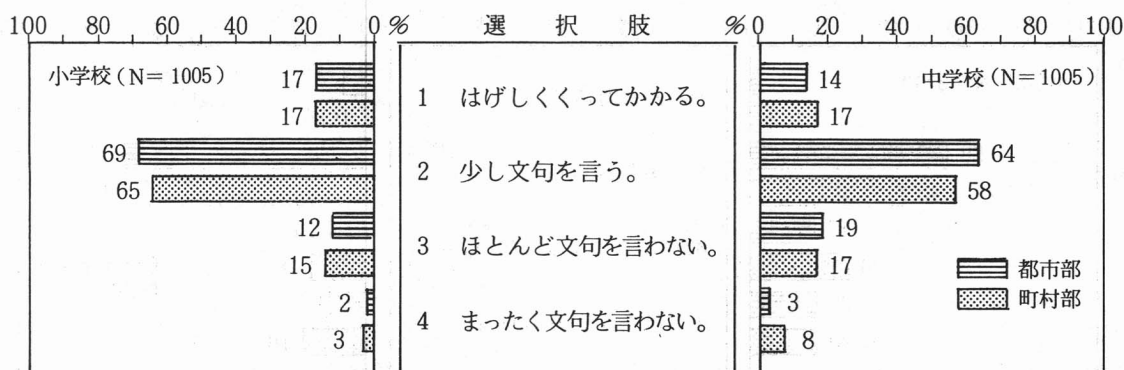 100 80 60 40 20 0 % 選択肢 % 0 20 40 60 80 100
小学校(N=1005) 17 1 はげしくくってかかる。 14 中学校(N=1005)
17 17
69 2 少し文句を言う。 64
65 58
12 3 ほとんど文句を言わない。 19
15 17 都市部
2 4 まったく文句を言わない。 3 町村部
3 8